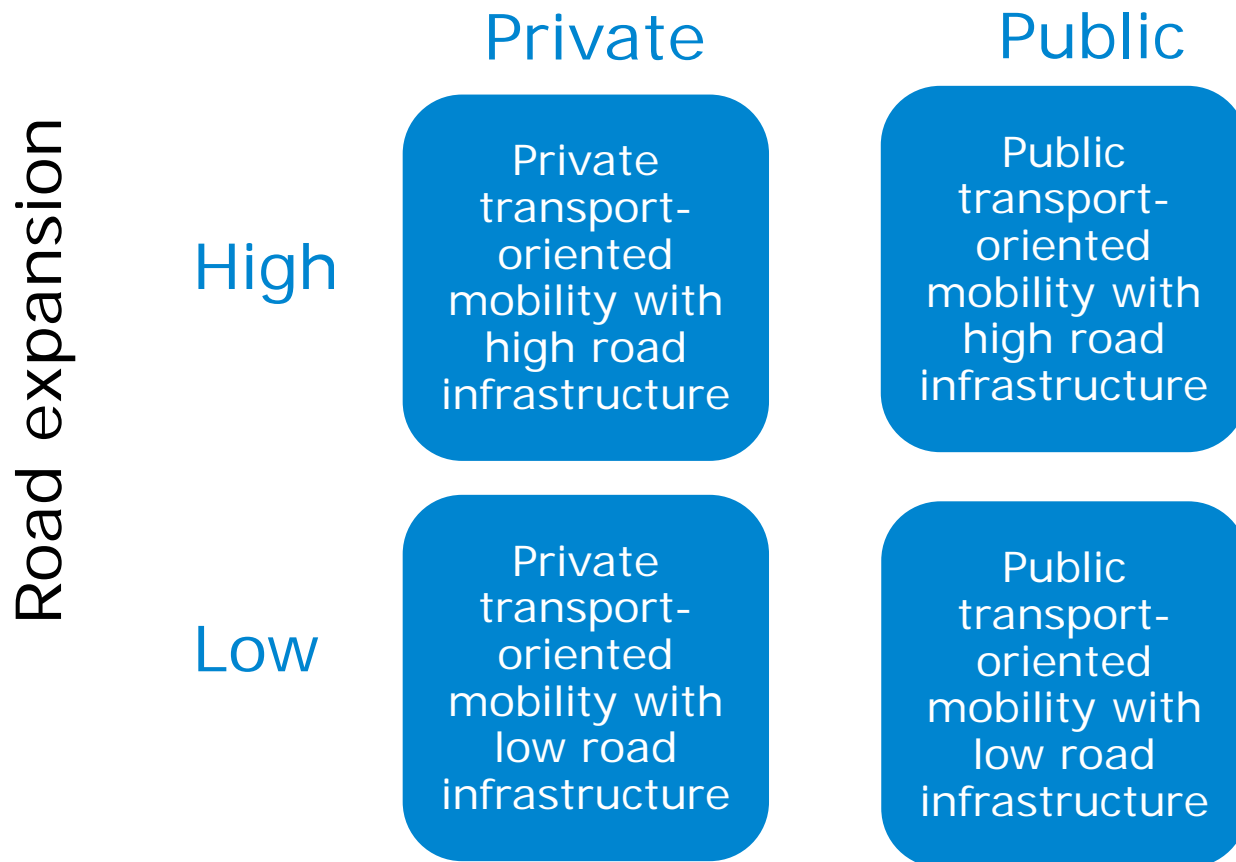 Private
Public
Road expansion
High
Private
transport-
oriented
mobility with
high road
infrastructure
Public
transport-
oriented
mobility with
high road
infrastructure
Low
Private
transport-
oriented
mobility with
low road
infrastructure
Public
transport-
oriented
mobility with
low road
infrastructure